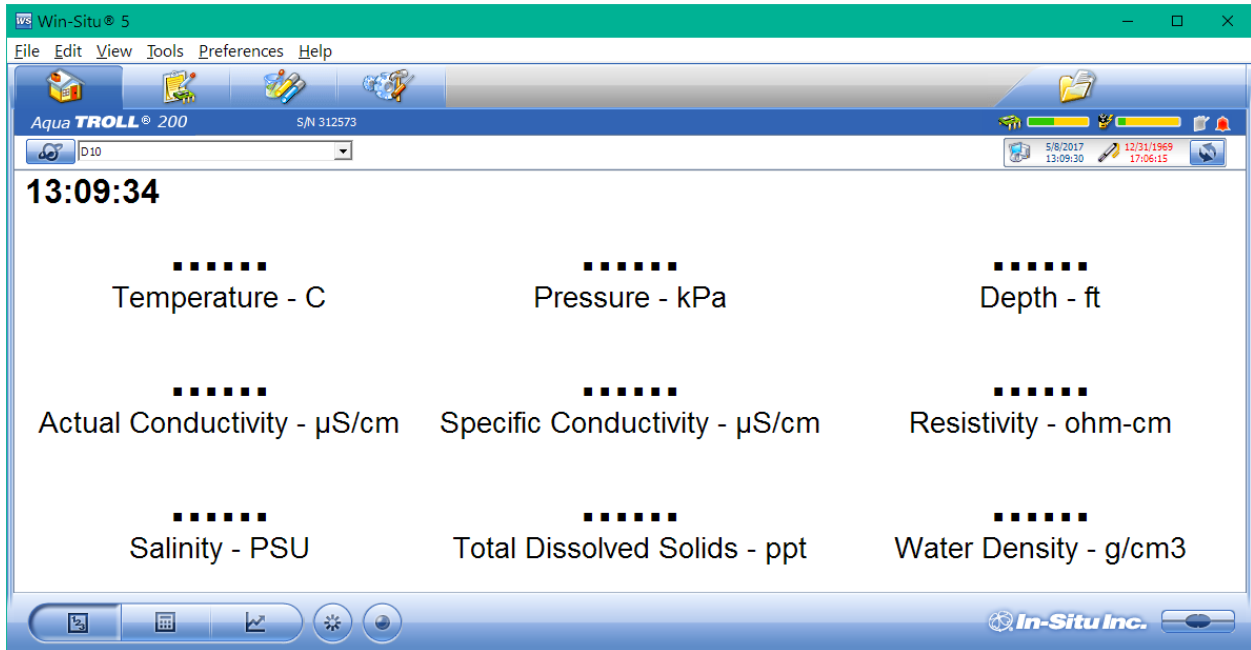 Win-Situ® 5
File Edit View Tools Preferences Help
Aqua TROLL® 200 S/N 312573
D10
5/8/2017 12/31/1969
13:09:30 17:06:15
13:09:34
......
Temperature - C
......
Pressure - kPa
......
Depth - ft
......
Actual Conductivity - µS/cm
......
Specific Conductivity - µS/cm
......
Resistivity - ohm-cm
......
Salinity - PSU
......
Total Dissolved Solids - ppt
......
Water Density - g/cm3
In-Situ Inc.